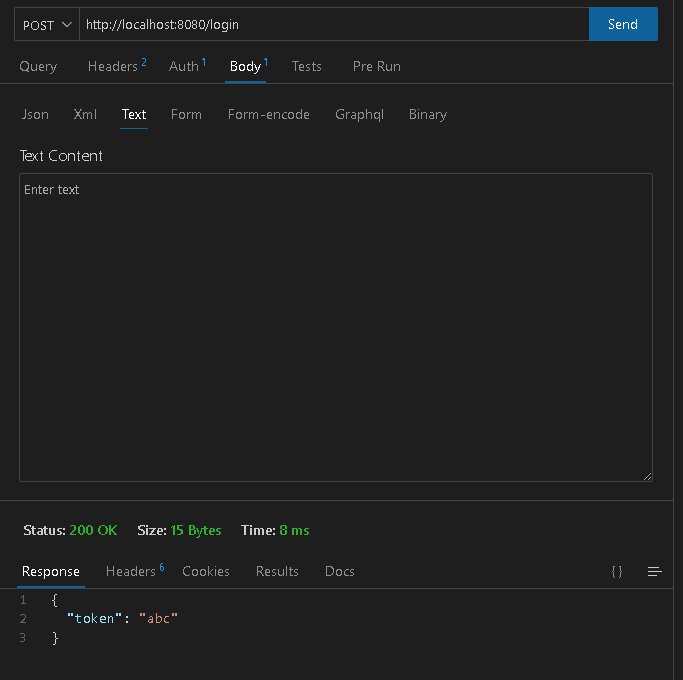 POST http://localhost:8080/login Send
Query Headers 2 Auth 1 Body 1 Tests Pre Run
Json Xml Text Form Form-encode Graphql Binary
Text Content
Enter text
Status: 200 OK Size: 15 Bytes Time: 8 ms
Response Headers 6 Cookies Results Docs { }
1 {
2 "token": "abc"
3 }